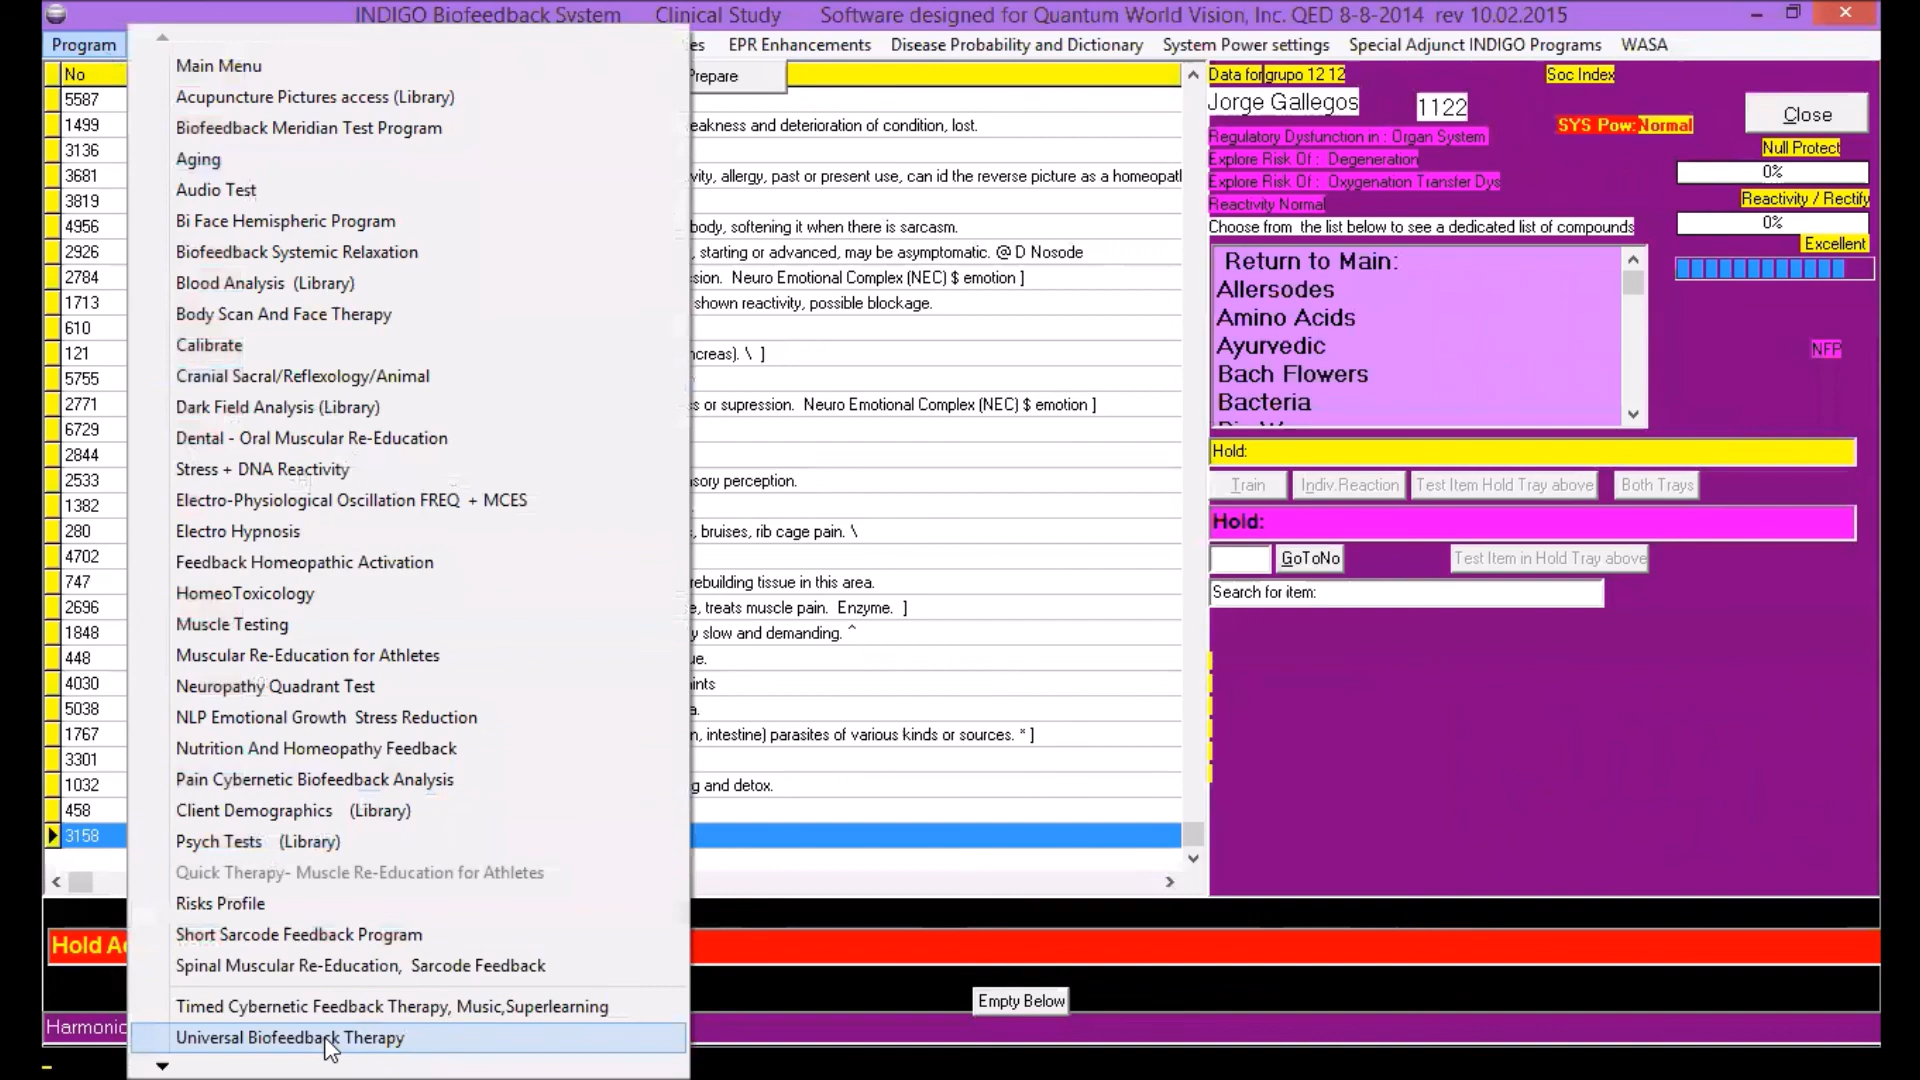 INDIGO Biofeedback System Clinical Study Software designed for Quantum World Vision, Inc. QED 8-8-2014 rev 10.02.2015
Program
es EPR Enhancements Disease Probability and Dictionary System Power settings Special Adjunct INDIGO Programs WASA
Main Menu
Acupuncture Pictures access (Library)
Biofeedback Meridian Test Program
Aging
Audio Test
Bi Face Hemispheric Program
Biofeedback Systemic Relaxation
Blood Analysis (Library)
Body Scan And Face Therapy
Calibrate
Cranial Sacral/Reflexology/Animal
Dark Field Analysis (Library)
Dental - Oral Muscular Re-Education
Stress + DNA Reactivity
Electro-Physiological Oscillation FREQ + MCES
Electro Hypnosis
Feedback Homeopathic Activation
HomeoToxicology
Muscle Testing
Muscular Re-Education for Athletes
Neuropathy Quadrant Test
NLP Emotional Growth Stress Reduction
Nutrition And Homeopathy Feedback
Pain Cybernetic Biofeedback Analysis
Client Demographics (Library)
Psych Tests (Library)
Quick Therapy- Muscle Re-Education for Athletes
Risks Profile
Short Sarcode Feedback Program
Spinal Muscular Re-Education, Sarcode Feedback
Timed Cybernetic Feedback Therapy, Music,Superlearning
Universal Biofeedback Therapy
No
5587
1499
3136
3681
3819
4956
2926
2784
1713
610
121
5755
2771
6729
2844
2533
1382
280
4702
747
2696
1848
448
4030
5038
1767
3301
1032
458
3158
Prepare
eakness and deterioration of condition, lost.
vity, allergy, past or present use, can id the reverse picture as a homeopatl
body, softening it when there is sarcasm.
, starting or advanced, may be asymptomatic. @ D Nosode
sion. Neuro Emotional Complex (NEC) $ emotion ]
shown reactivity, possible blockage.
ncreas). \ ]
s or supression. Neuro Emotional Complex (NEC) $ emotion ]
sory perception.
, bruises, rib cage pain. \
rebuilding tissue in this area.
e, treats muscle pain. Enzyme. ]
y slow and demanding. ^
ue.
ints
a.
n, intestine) parasites of various kinds or sources. * ]
g and detox.
Data for grupo 12 12
Soc Index
Jorge Gallegos 1122
Close
SYS Pow: Normal
Regulatory Dysfunction in : Organ System
Null Protect
Explore Risk Of : Degeneration
0%
Explore Risk Of : Oxygenation Transfer Dys
Reactivity / Rectify
Reactivity Normal
0%
Choose from the list below to see a dedicated list of compounds
Excellent
Return to Main:
Allersodes
Amino Acids
Ayurvedic
Bach Flowers
Bacteria
NFP
Hold:
Train Indiv.Reaction Test Item Hold Tray above Both Trays
Hold:
GoToNo Test Item in Hold Tray above
Search for item:
Hold A
Empty Below
Harmonic